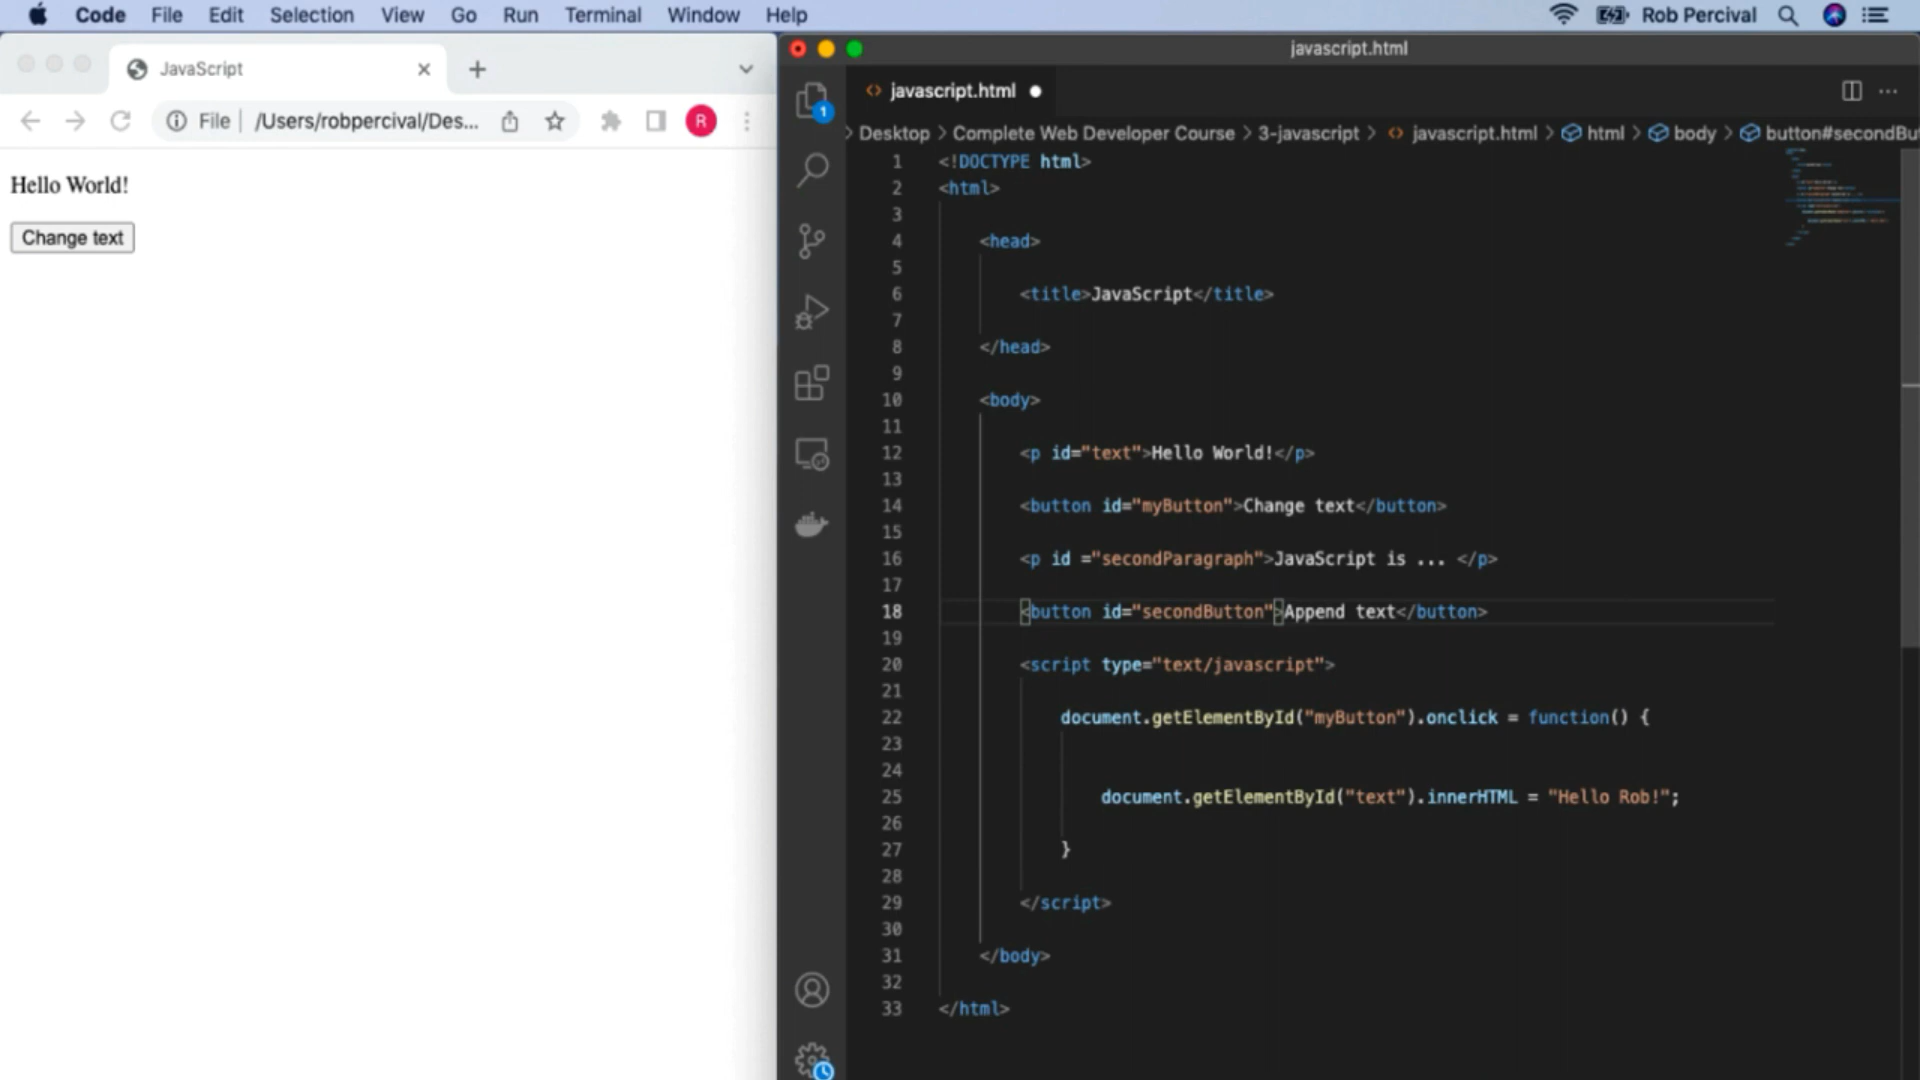 Code File Edit Selection View Go Run Terminal Window Help Rob Percival
JavaScript
File /Users/robpercival/Des... R
Hello World!
Change text
javascript.html
1
javascript.html
Desktop > Complete Web Developer Course > 3-javascript > javascript.html > html > body > button#secondBut
1 <!DOCTYPE html>
2 <html>
3
4 <head>
5
6 <title>JavaScript</title>
7
8 </head>
9
10 <body>
11
12 <p id="text">Hello World!</p>
13
14 <button id="myButton">Change text</button>
15
16 <p id ="secondParagraph">JavaScript is ... </p>
17
18 <button id="secondButton">Append text</button>
19
20 <script type="text/javascript">
21
22 document.getElementById("myButton").onclick = function() {
23
24
25 document.getElementById("text").innerHTML = "Hello Rob!";
26
27 }
28
29 </script>
30
31 </body>
32
33 </html>